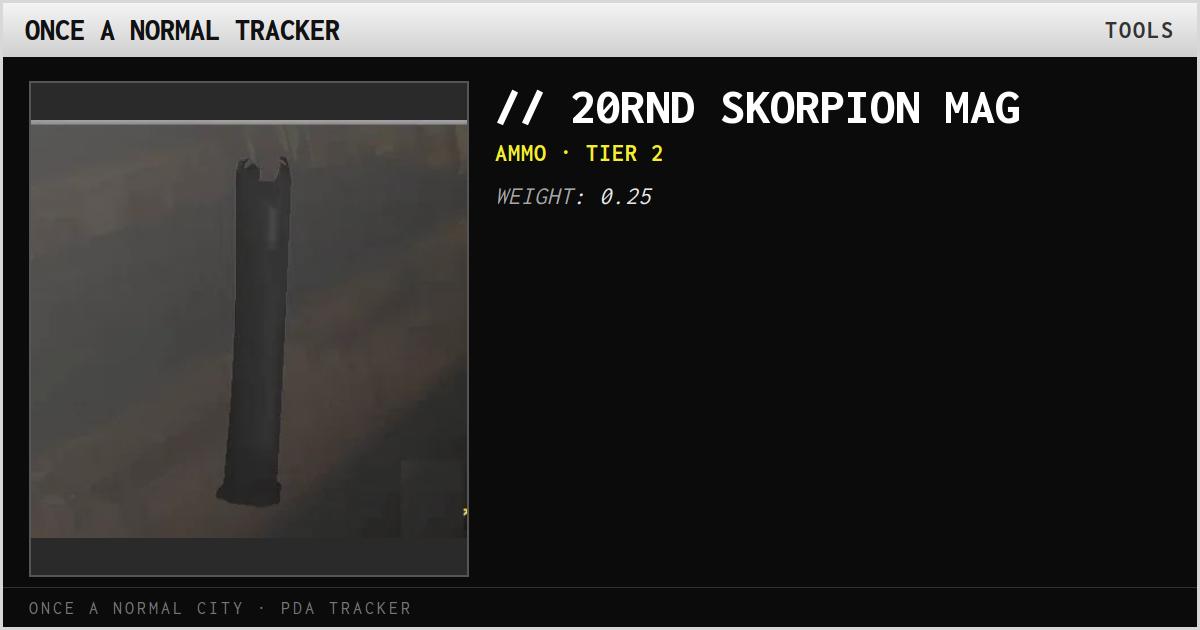 ONCE A NORMAL TRACKER
TOOLS
// 20RND SKORPION MAG
AMMO · TIER 2
WEIGHT: 0.25
ONCE A NORMAL CITY · PDA TRACKER